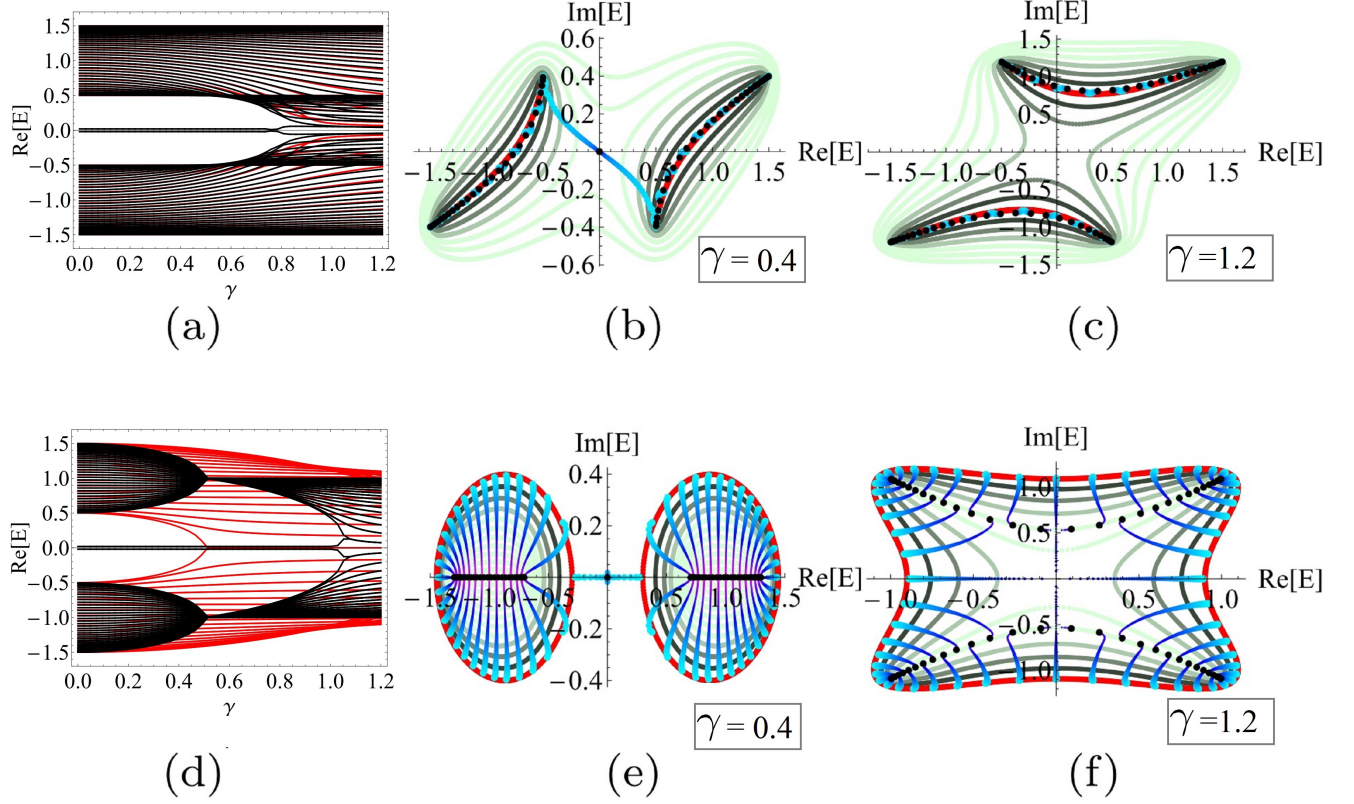 Re[E]
1.5
1.0
0.5
0.0
−0.5
−1.0
−1.5
0.0 0.2 0.4 0.6 0.8 1.0 1.2
γ
(a)
Im[E]
0.6
0.4
0.2
−1.5 −1.0 −0.5 0.5 1.0 1.5
Re[E]
−0.2
−0.4
−0.6
γ = 0.4
(b)
Im[E]
1.5
1.0
0.5
−1.5 −1.0 −0.5 0.5 1.0 1.5
Re[E]
−0.5
−1.0
−1.5
γ =1.2
(c)
Re[E]
1.5
1.0
0.5
0.0
−0.5
−1.0
−1.5
0.0 0.2 0.4 0.6 0.8 1.0 1.2
γ
(d)
Im[E]
0.4
0.2
−1.5 −1.0 −0.5 0.5 1.0 1.5
Re[E]
−0.2
−0.4
γ = 0.4
(e)
Im[E]
1.0
0.5
−1.0 −0.5 0.5 1.0
Re[E]
−0.5
−1.0
γ =1.2
(f)